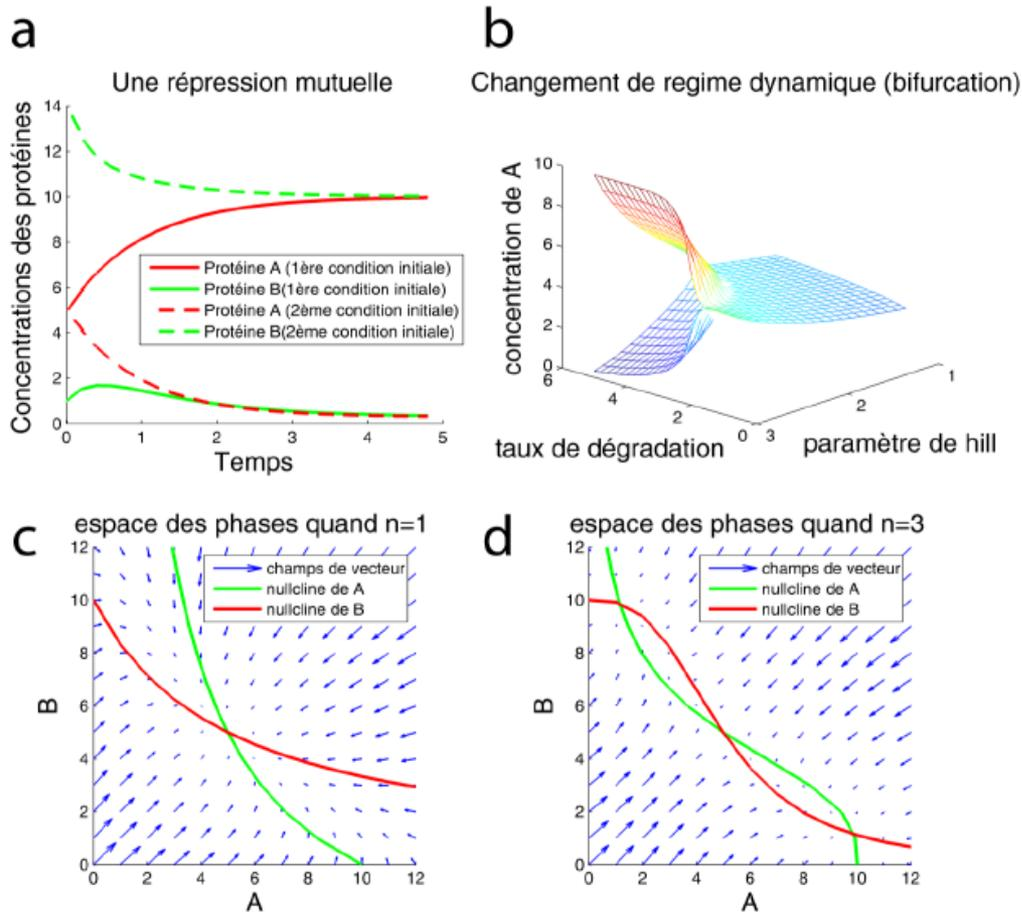 a
Une répression mutuelle
Concentrations des protéines
14
12
10
8
6
4
2
0
Protéine A (1ère condition initiale)
Protéine B(1ère condition initiale)
Protéine A (2ème condition initiale)
Protéine B(2ème condition initiale)
0 1 2 3 4 5
Temps
b
Changement de regime dynamique (bifurcation)
concentration de A
10
8
6
4
2
0
6 4 2 0
taux de dégradation
3 2 1
paramètre de hill
c
espace des phases quand n=1
B
12
10
8
6
4
2
0
champs de vecteur
nullcline de A
nullcline de B
0 2 4 6 8 10 12
A
d
espace des phases quand n=3
B
12
10
8
6
4
2
0
champs de vecteur
nullcline de A
nullcline de B
0 2 4 6 8 10 12
A